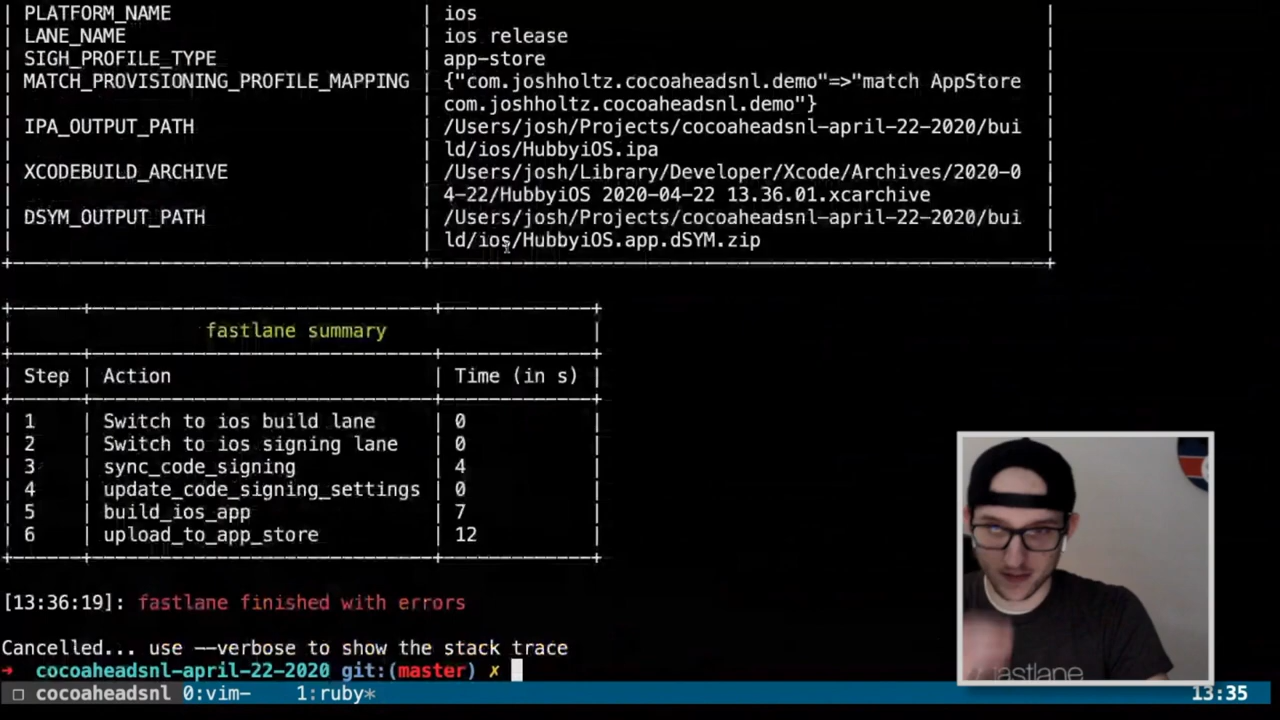 | PLATFORM_NAME | ios |
| LANE_NAME | ios release
| SIGH_PROFILE_TYPE | app-store
| MATCH_PROVISIONING_PROFILE_MAPPING | {"com.joshholtz.cocoaheadsnl.demo"=>"match AppStore
| | com.joshholtz.cocoaheadsnl.demo"}
| IPA_OUTPUT_PATH | /Users/josh/Projects/cocoaheadsnl-april-22-2020/bui
| | ld/ios/HubbyiOS.ipa
| XCODEBUILD_ARCHIVE | /Users/josh/Library/Developer/Xcode/Archives/2020-0
| | 4-22/HubbyiOS 2020-04-22 13.36.01.xcarchive
| DSYM_OUTPUT_PATH | /Users/josh/Projects/cocoaheadsnl-april-22-2020/bui
| | ld/ios/HubbyiOS.app.dSYM.zip |
| fastlane summary |
| Step | Action | Time (in s) |
| 1 | Switch to ios build lane | 0 |
| 2 | Switch to ios signing lane | 0 |
| 3 | sync_code_signing | 4 |
| 4 | update_code_signing_settings | 0 |
| 5 | build_ios_app | 7 |
| 6 | upload_to_app_store | 12 |
[13:36:19]: fastlane finished with errors
Cancelled... use --verbose to show the stack trace
→ cocoaheadsnl-april-22-2020 git:(master) ✗
fastlane
□ cocoaheadsnl 0:vim- 1:ruby* 13:35